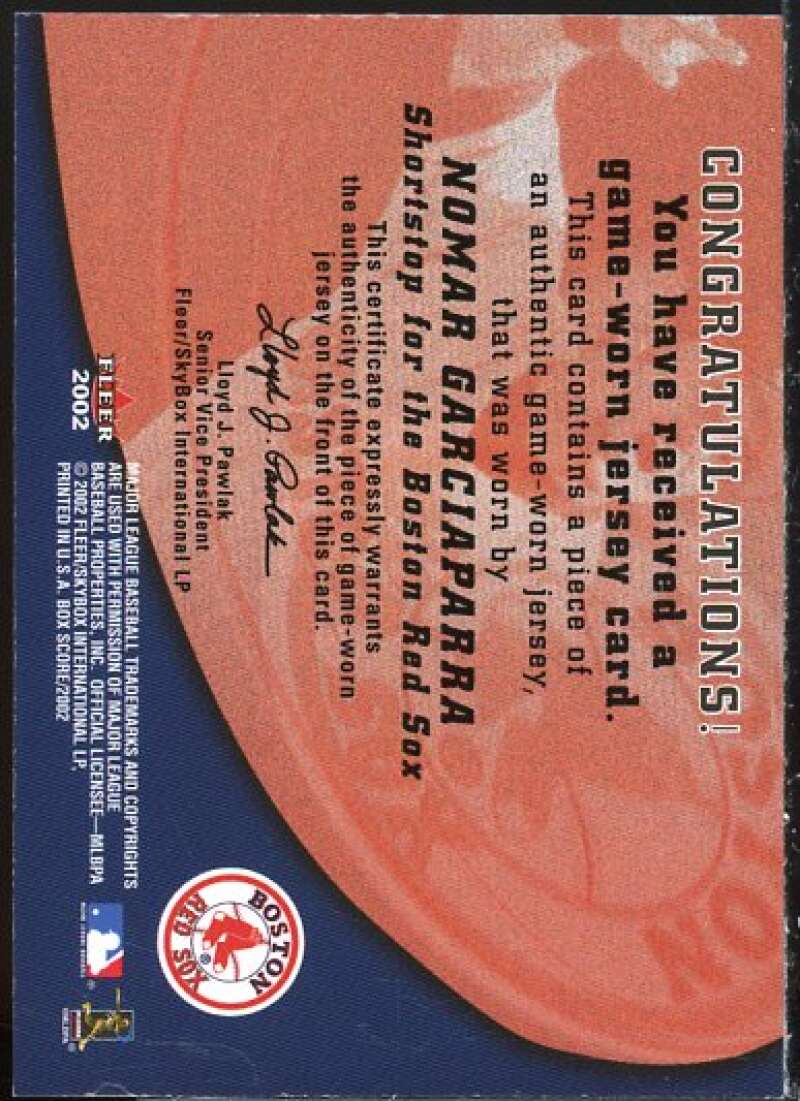 CONGRATULATIONS!
You have received a
game-worn jersey card.
This card contains a piece of
an authentic game-worn jersey,
that was worn by
NOMAR GARCIAPARRA
Shortstop for the Boston Red Sox
This certificate expressly warrants
the authenticity of the piece of game-worn
jersey on the front of this card.
Lloyd J. Pawlak
Lloyd J. Pawlak
Senior Vice President
Fleer/SkyBox International LP
FLEER
2002
MAJOR LEAGUE BASEBALL TRADEMARKS AND COPYRIGHTS
ARE USED WITH PERMISSION OF MAJOR LEAGUE
BASEBALL PROPERTIES, INC. OFFICIAL LICENSEE—MLBPA
© 2002 FLEER/SKYBOX INTERNATIONAL LP,
PRINTED IN U.S.A. BOX SCORE/2002
BOSTON
RED SOX
®